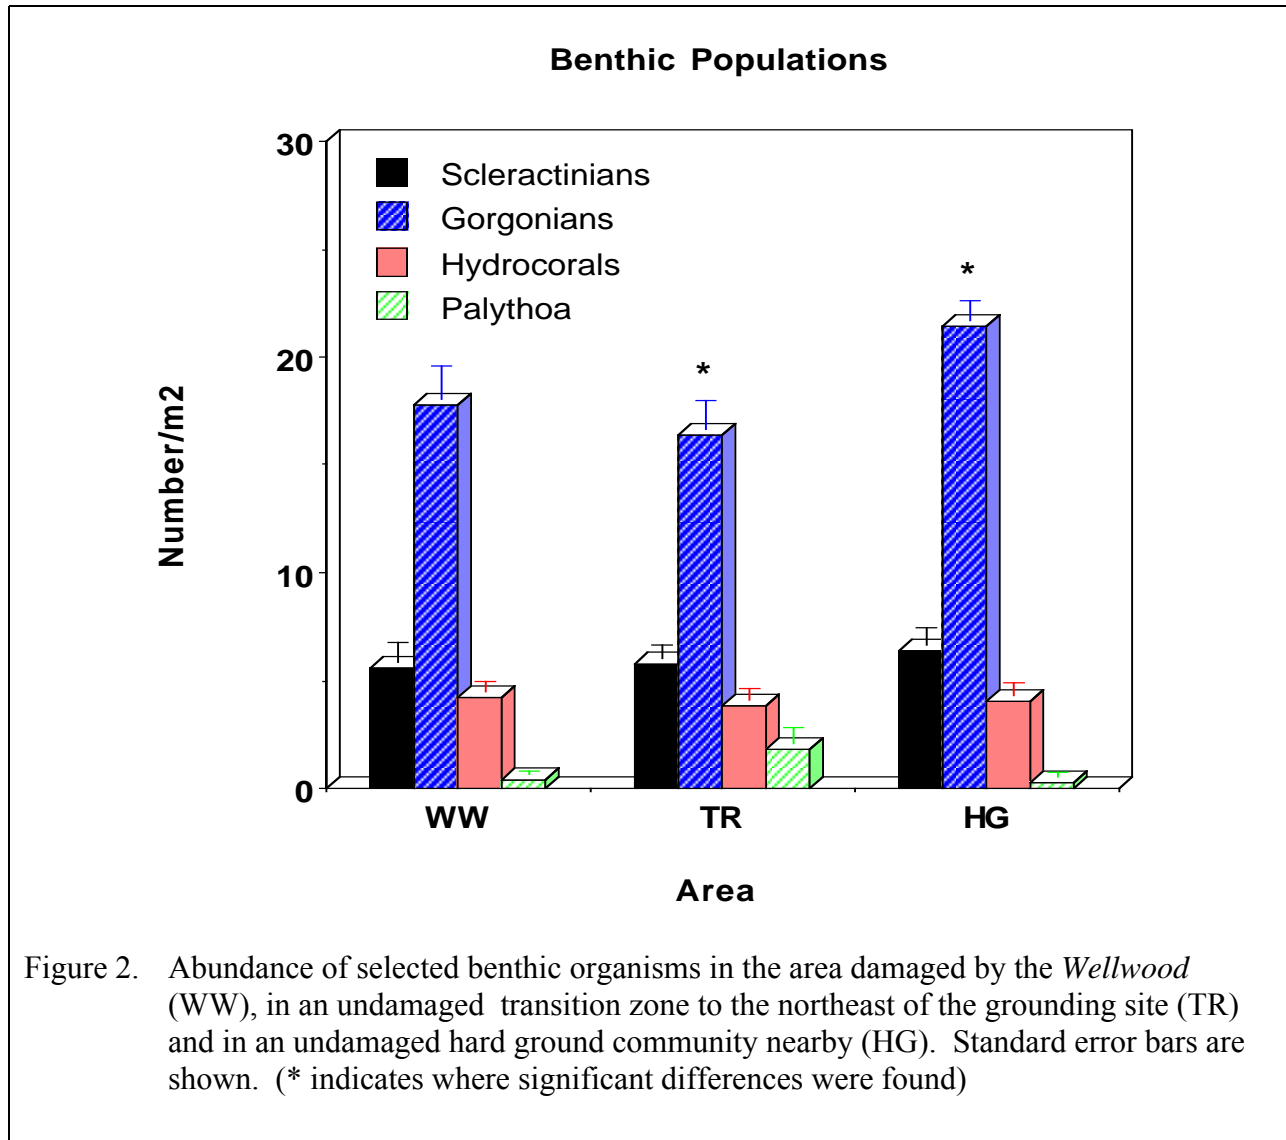 Benthic Populations
30
20
10
0
Number/m2
Scleractinians
Gorgonians
Hydrocorals
Palythoa
*
*
WW TR HG
Area
Figure 2. Abundance of selected benthic organisms in the area damaged by the Wellwood
(WW), in an undamaged transition zone to the northeast of the grounding site (TR)
and in an undamaged hard ground community nearby (HG). Standard error bars are
shown. (* indicates where significant differences were found)